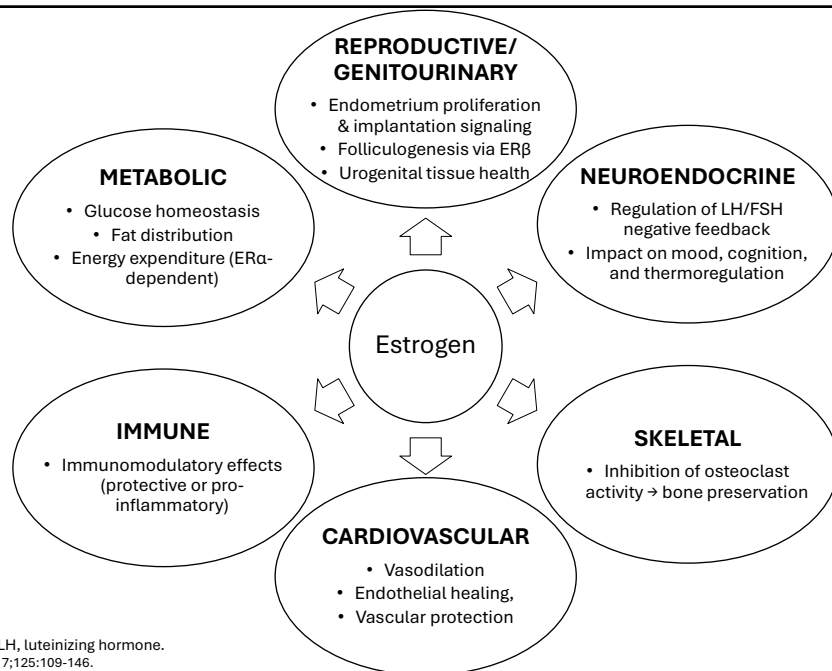 REPRODUCTIVE/
GENITOURINARY
• Endometrium proliferation
& implantation signaling
• Folliculogenesis via ERβ
• Urogenital tissue health
METABOLIC
• Glucose homeostasis
• Fat distribution
• Energy expenditure (ERα-
dependent)
NEUROENDOCRINE
• Regulation of LH/FSH
negative feedback
• Impact on mood, cognition,
and thermoregulation
Estrogen
IMMUNE
• Immunomodulatory effects
(protective or pro-
inflammatory)
SKELETAL
• Inhibition of osteoclast
activity → bone preservation
CARDIOVASCULAR
• Vasodilation
• Endothelial healing,
• Vascular protection
LH, luteinizing hormone.
7;125:109-146.